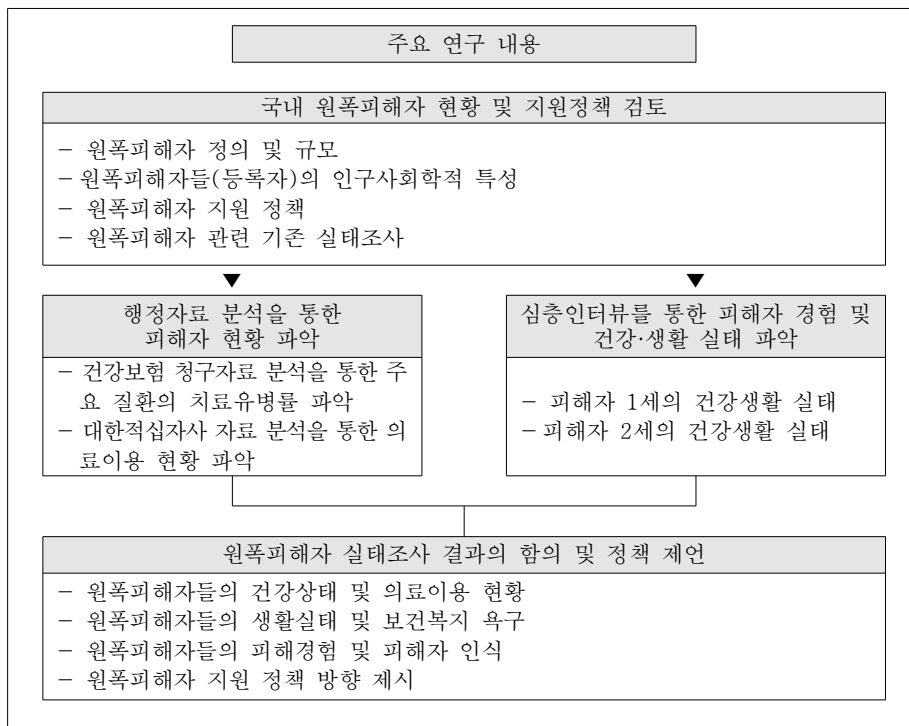 주요 연구 내용
국내 원폭피해자 현황 및 지원정책 검토
− 원폭피해자 정의 및 규모
− 원폭피해자들(등록자)의 인구사회학적 특성
− 원폭피해자 지원 정책
− 원폭피해자 관련 기존 실태조사
행정자료 분석을 통한
피해자 현황 파악
− 건강보험 청구자료 분석을 통한 주
요 질환의 치료유병률 파악
− 대한적십자사 자료 분석을 통한 의
료이용 현황 파악
심층인터뷰를 통한 피해자 경험 및
건강·생활 실태 파악
− 피해자 1세의 건강생활 실태
− 피해자 2세의 건강생활 실태
원폭피해자 실태조사 결과의 함의 및 정책 제언
− 원폭피해자들의 건강상태 및 의료이용 현황
− 원폭피해자들의 생활실태 및 보건복지 욕구
− 원폭피해자들의 피해경험 및 피해자 인식
− 원폭피해자 지원 정책 방향 제시